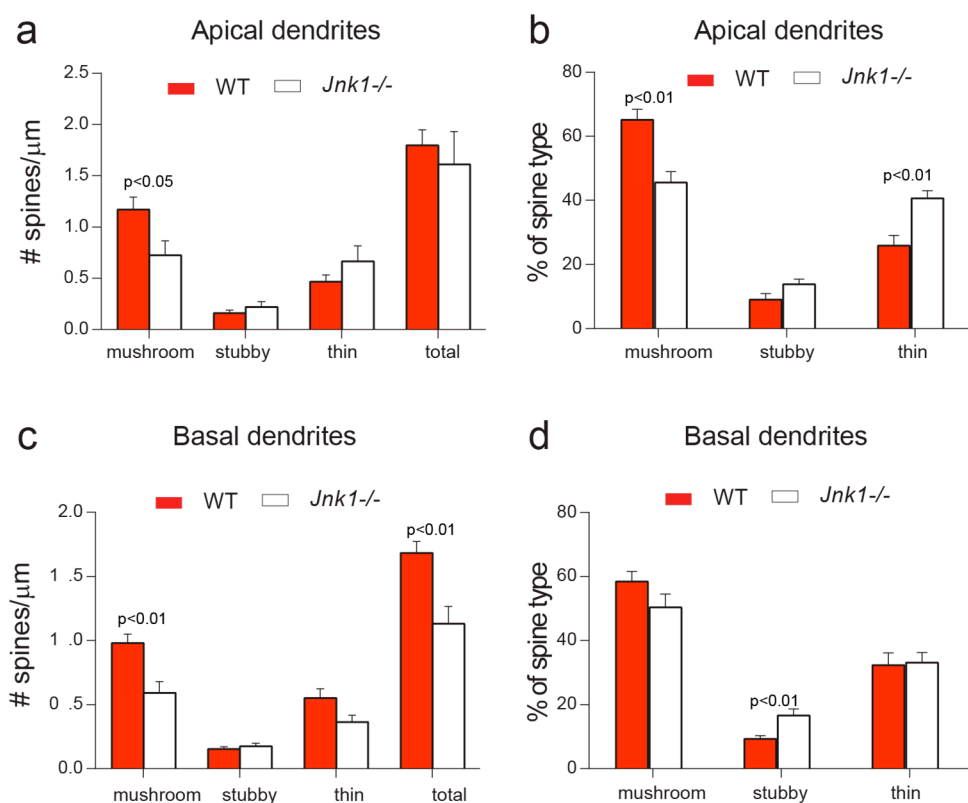 a
Apical dendrites
WT
Jnk1-/-
# spines/µm
2.5
2.0
1.5
1.0
0.5
0.0
p<0.05
mushroom
stubby
thin
total
b
Apical dendrites
WT
Jnk1-/-
% of spine type
80
60
40
20
0
p<0.01
p<0.01
mushroom
stubby
thin
c
Basal dendrites
WT
Jnk1-/-
# spines/µm
2.0
1.5
1.0
0.5
0.0
p<0.01
p<0.01
mushroom
stubby
thin
total
d
Basal dendrites
WT
Jnk1-/-
% of spine type
80
60
40
20
0
p<0.01
mushroom
stubby
thin